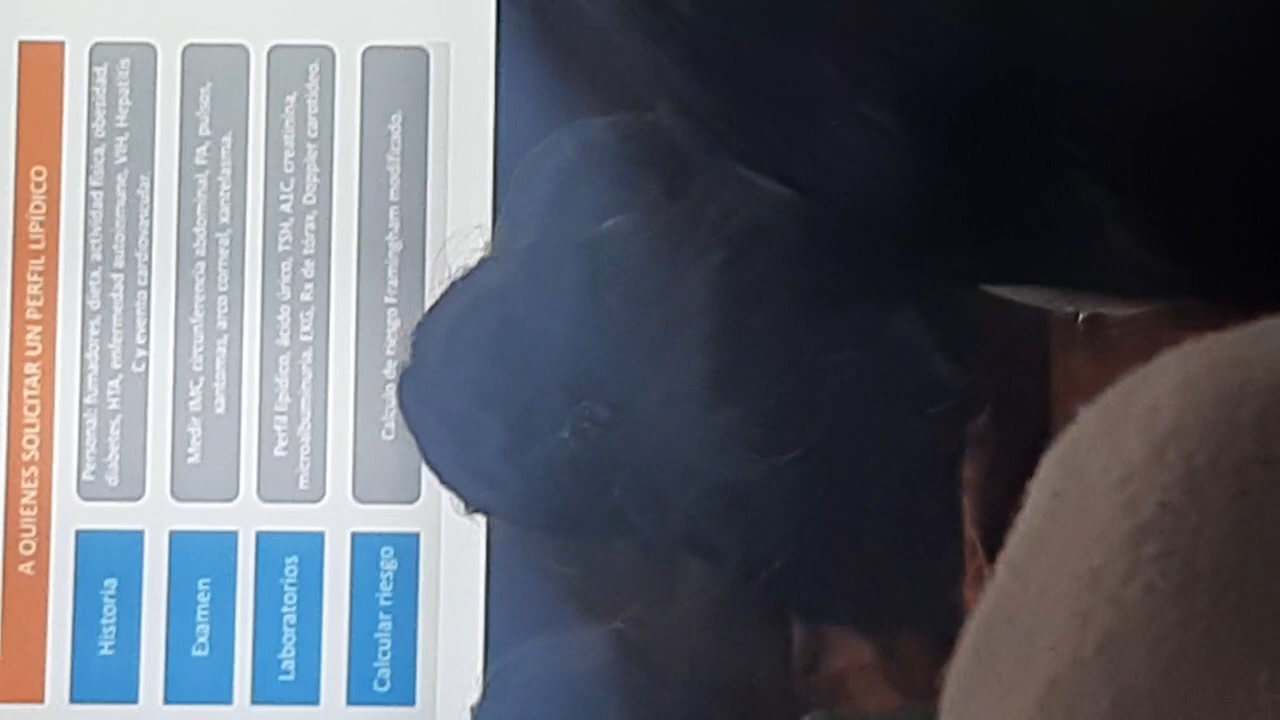 A QUIENES SOLICITAR UN PERFIL LIPÍDICO
Historia
Personal: fumadores, dieta, actividad física, obesidad,
diabetes, HTA, enfermedad autoinmune, VIH, Hepatitis
C y evento cardiovascular.
Examen
Medir IMC, circunferencia abdominal, PA, pulsos,
xantomas, arco corneal, xantelasma.
Laboratorios
Perfil lipídico, ácido úrico, TSH, A1C, creatinina,
microalbuminuria. EKG, Rx de tórax, Doppler carotídeo.
Calcular riesgo
Calculo de riesgo Framingham modificado.